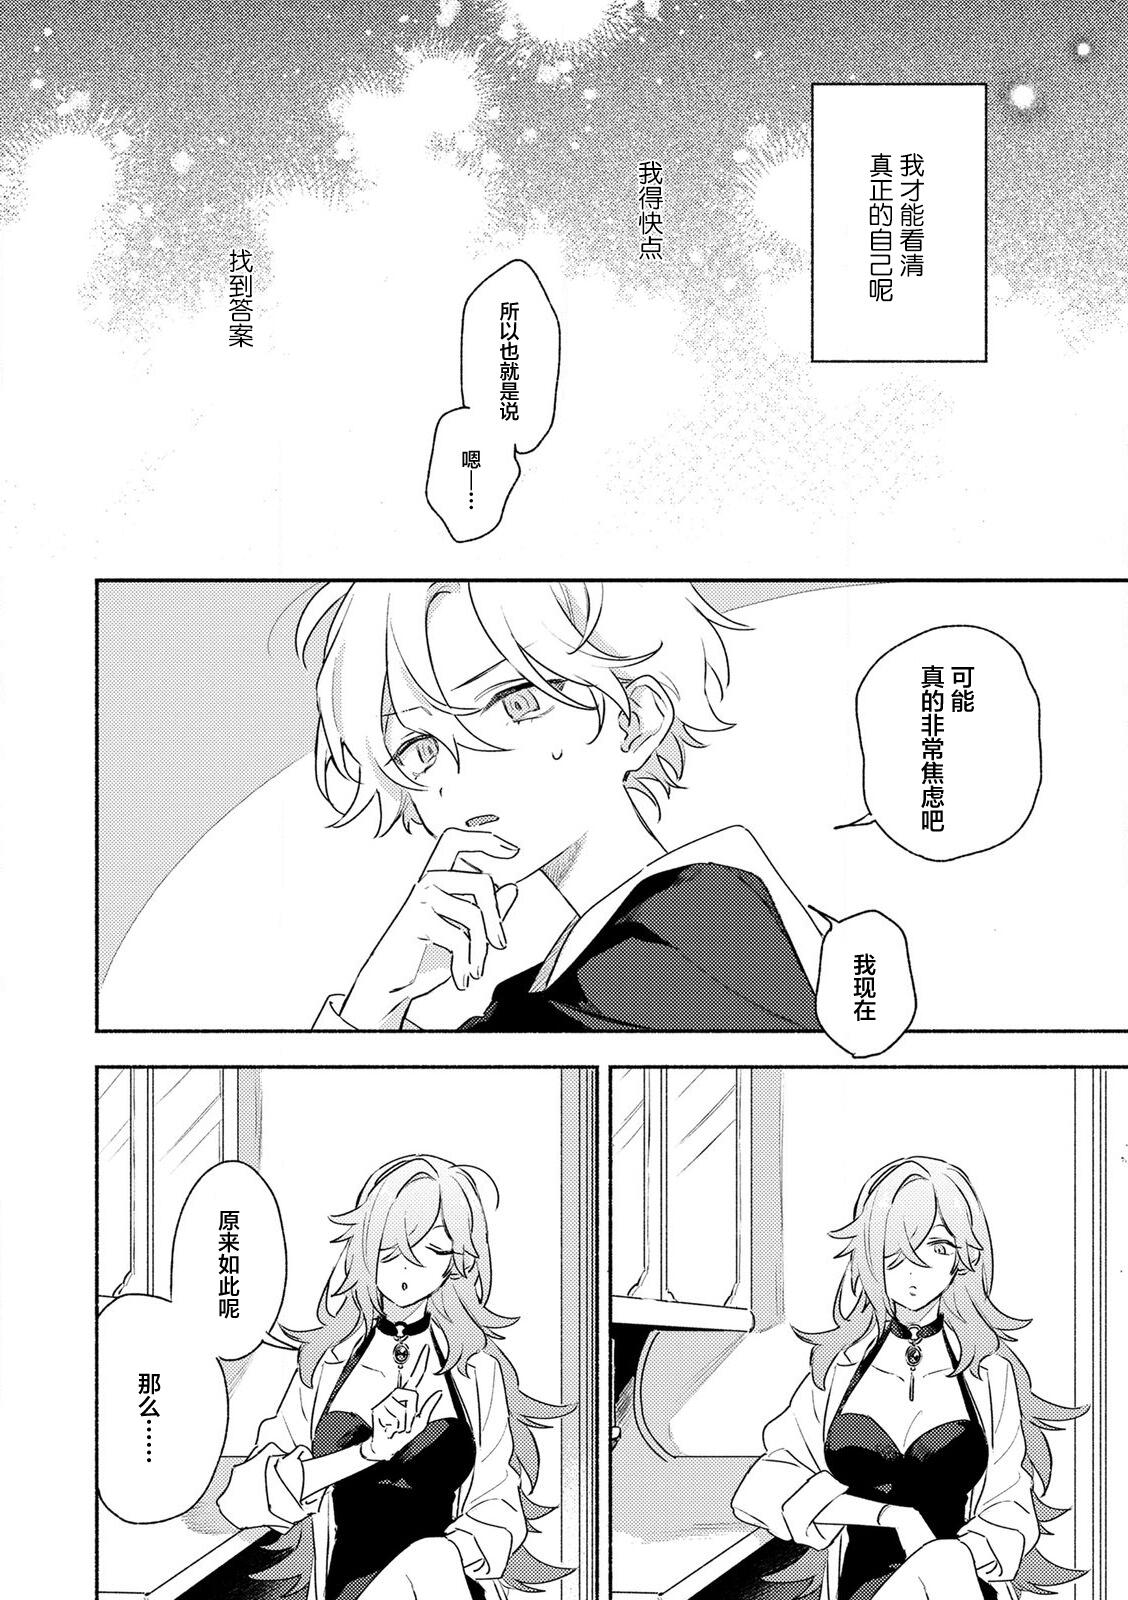 我才能看清
真正的自己呢
我得快点
找到答案
所以也就是说
嗯─…
可能
真的非常焦虑吧
我现在
原来如此呢
那么……